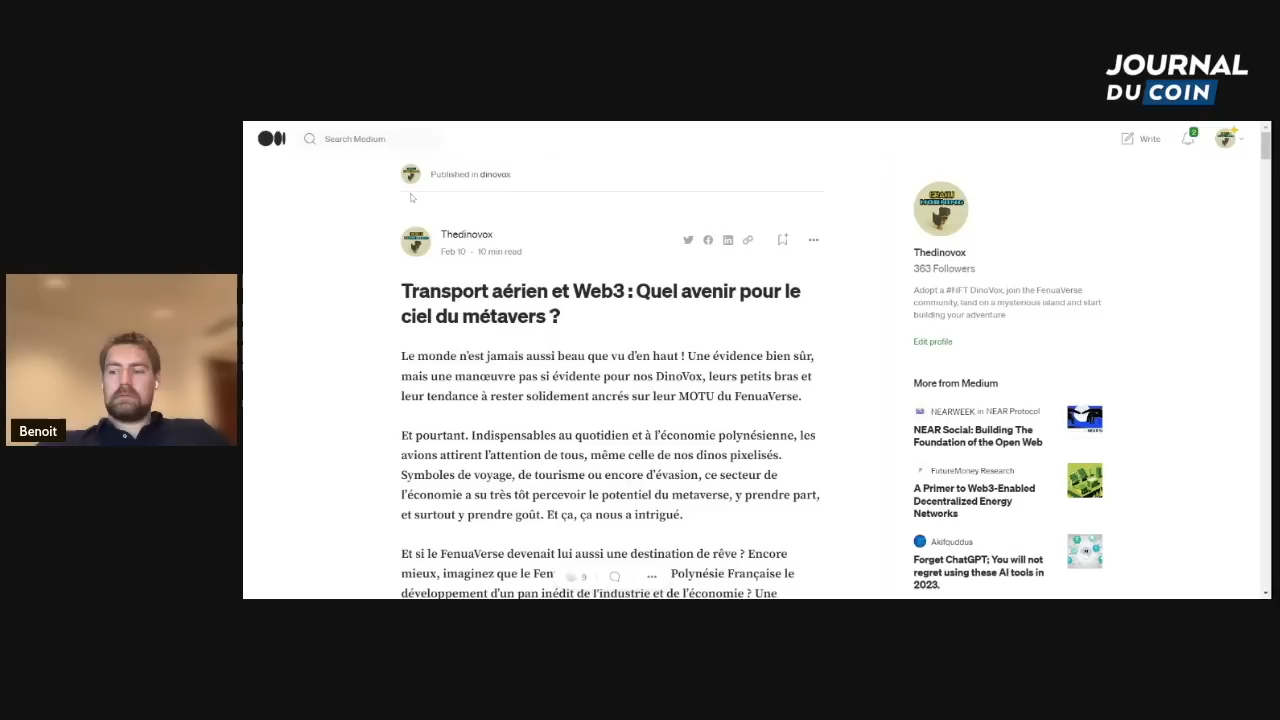 JOURNAL
DU COIN
Search Medium
Write
2
Published in dinovox
Thedinovox
Feb 10 · 10 min read
Transport aérien et Web3 : Quel avenir pour le
ciel du métavers ?
Le monde n'est jamais aussi beau que vu d'en haut ! Une évidence bien sûr,
mais une manœuvre pas si évidente pour nos DinoVox, leurs petits bras et
leur tendance à rester solidement ancrés sur leur MOTU du FenuaVerse.
Et pourtant. Indispensables au quotidien et à l'économie polynésienne, les
avions attirent l'attention de tous, même celle de nos dinos pixelisés.
Symboles de voyage, de tourisme ou encore d'évasion, ce secteur de
l'économie a su très tôt percevoir le potentiel du metaverse, y prendre part,
et surtout y prendre goût. Et ça, ça nous a intrigué.
Et si le FenuaVerse devenait lui aussi une destination de rêve ? Encore
mieux, imaginez que le Fen
Polynésie Française le
9
développement d'un pan inédit de l'industrie et de l'économie ? Une
Thedinovox
363 Followers
Adopt a #NFT DinoVox, join the FenuaVerse
community, land on a mysterious island and start
building your adventure
Edit profile
More from Medium
NEARWEEK in NEAR Protocol
NEAR Social: Building The
Foundation of the Open Web
FutureMoney Research
A Primer to Web3-Enabled
Decentralized Energy
Networks
Akifquddus
Forget ChatGPT; You will not
regret using these AI tools in
2023.
Benoit